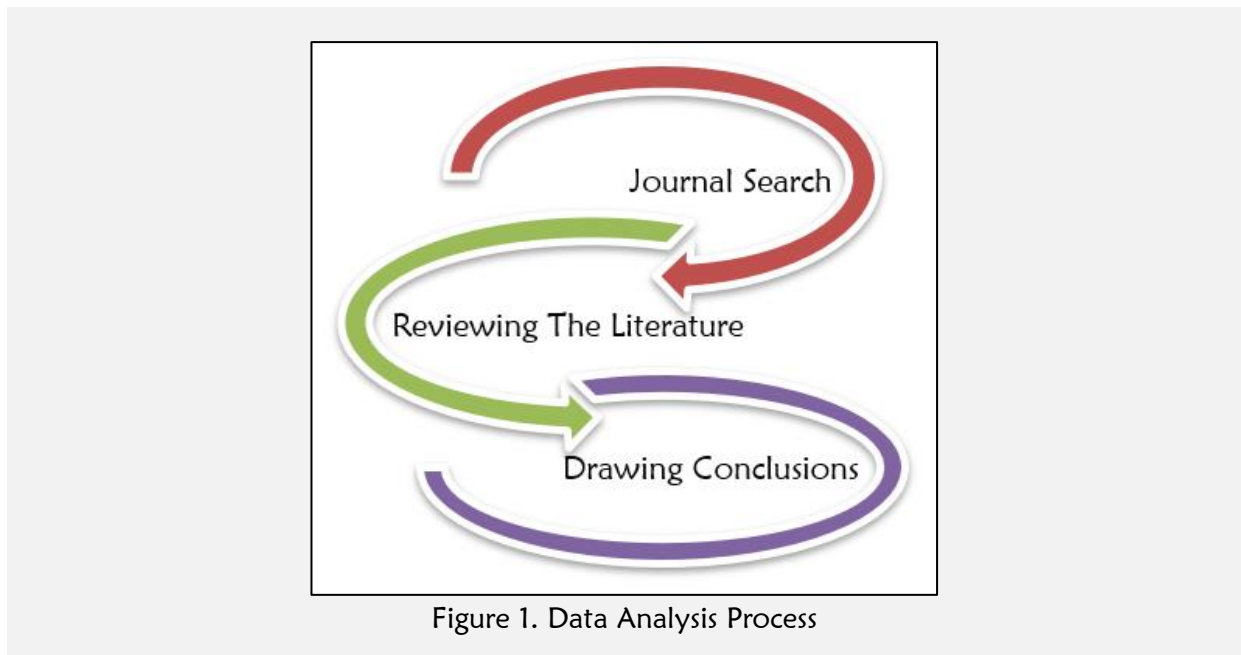 Journal Search
Reviewing The Literature
Drawing Conclusions
Figure 1. Data Analysis Process